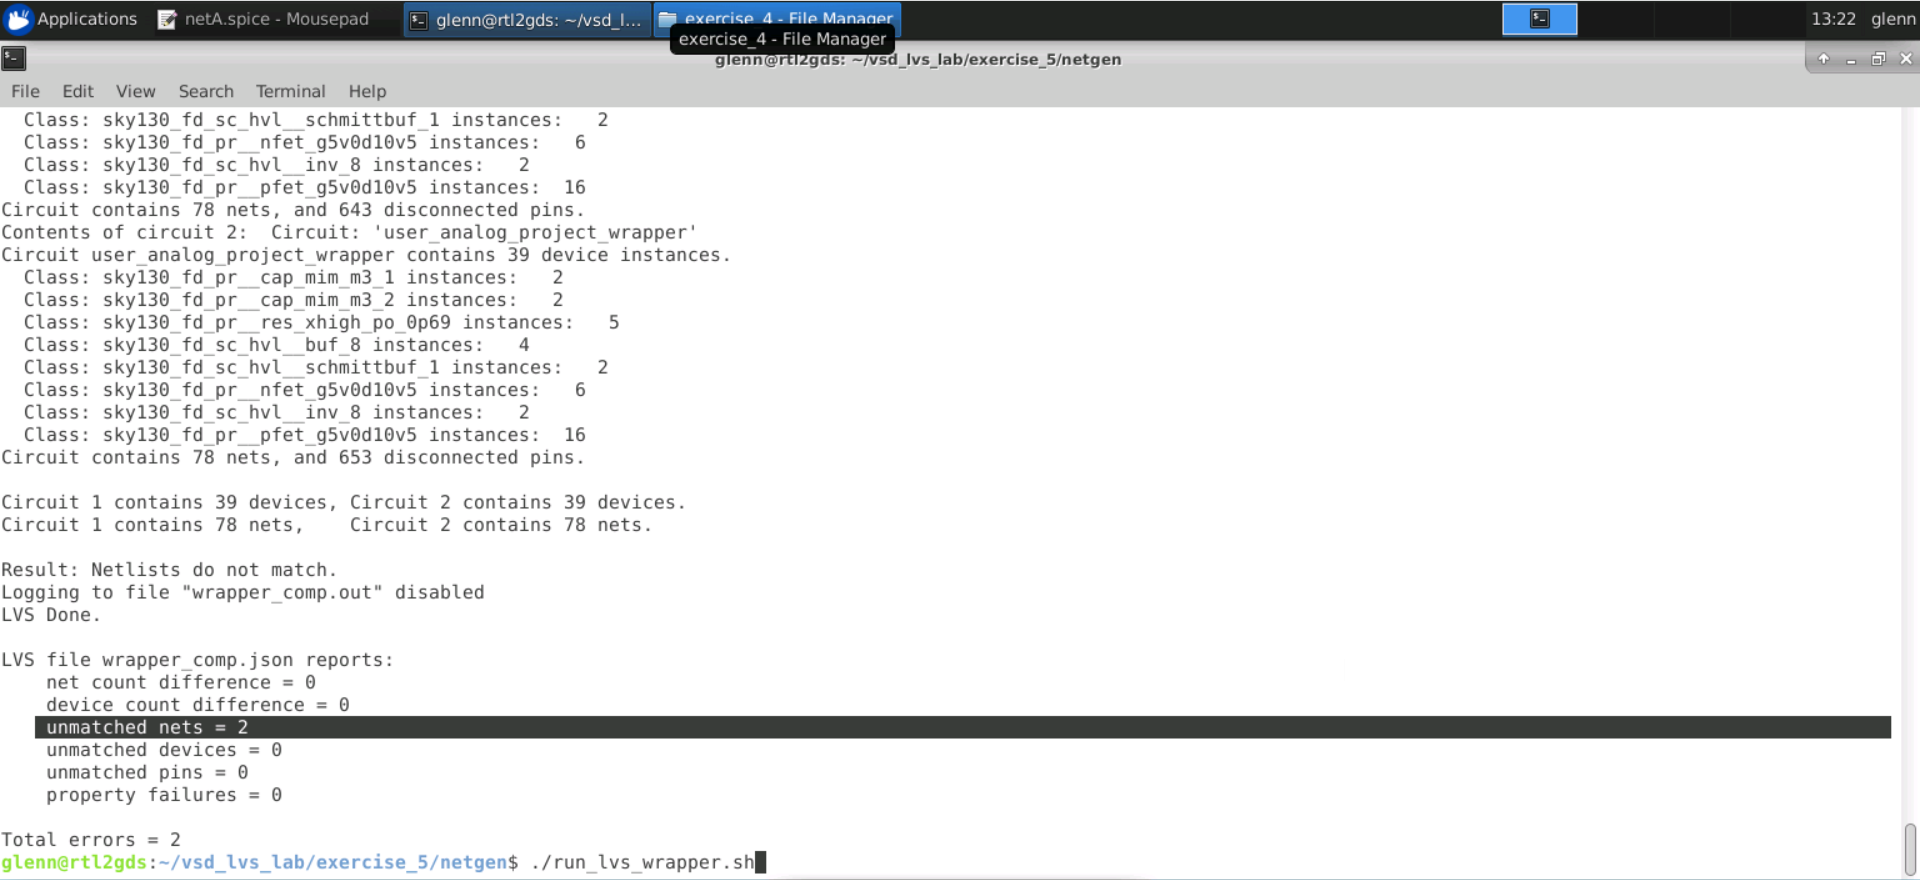 Applications netA.spice - Mousepad glenn@rtl2gds: ~/vsd_l... exercise_4 - File Manager 13:22 glenn
exercise_4 - File Manager
glenn@rtl2gds: ~/vsd_lvs_lab/exercise_5/netgen
File Edit View Search Terminal Help
Class: sky130_fd_sc_hvl__schmittbuf_1 instances:   2
Class: sky130_fd_pr__nfet_g5v0d10v5 instances:   6
Class: sky130_fd_sc_hvl__inv_8 instances:   2
Class: sky130_fd_pr__pfet_g5v0d10v5 instances:  16
Circuit contains 78 nets, and 643 disconnected pins.
Contents of circuit 2:  Circuit: 'user_analog_project_wrapper'
Circuit user_analog_project_wrapper contains 39 device instances.
Class: sky130_fd_pr__cap_mim_m3_1 instances:   2
Class: sky130_fd_pr__cap_mim_m3_2 instances:   2
Class: sky130_fd_pr__res_xhigh_po_0p69 instances:   5
Class: sky130_fd_sc_hvl__buf_8 instances:   4
Class: sky130_fd_sc_hvl__schmittbuf_1 instances:   2
Class: sky130_fd_pr__nfet_g5v0d10v5 instances:   6
Class: sky130_fd_sc_hvl__inv_8 instances:   2
Class: sky130_fd_pr__pfet_g5v0d10v5 instances:  16
Circuit contains 78 nets, and 653 disconnected pins.
Circuit 1 contains 39 devices, Circuit 2 contains 39 devices.
Circuit 1 contains 78 nets,    Circuit 2 contains 78 nets.
Result: Netlists do not match.
Logging to file "wrapper_comp.out" disabled
LVS Done.
LVS file wrapper_comp.json reports:
net count difference = 0
device count difference = 0
unmatched nets = 2
unmatched devices = 0
unmatched pins = 0
property failures = 0
Total errors = 2
glenn@rtl2gds:~/vsd_lvs_lab/exercise_5/netgen$ ./run_lvs_wrapper.sh